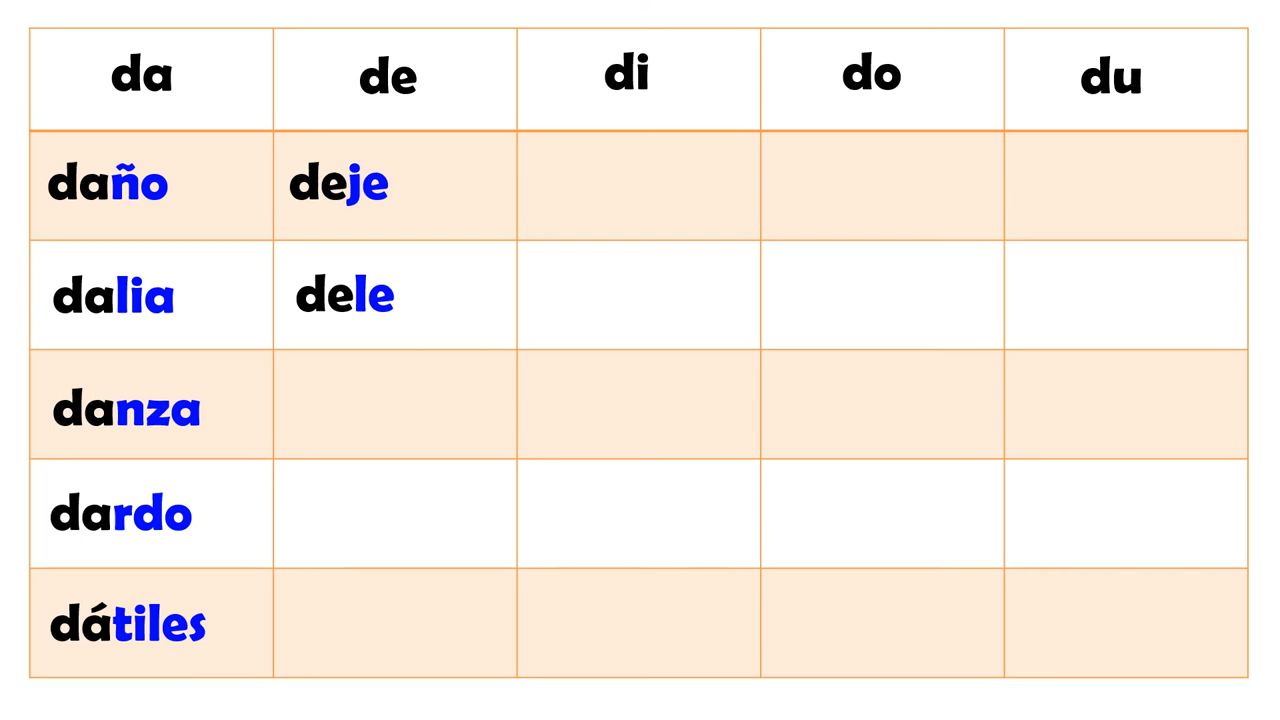 da de di do du
daño deje
dalia dele
danza
dardo
dátiles